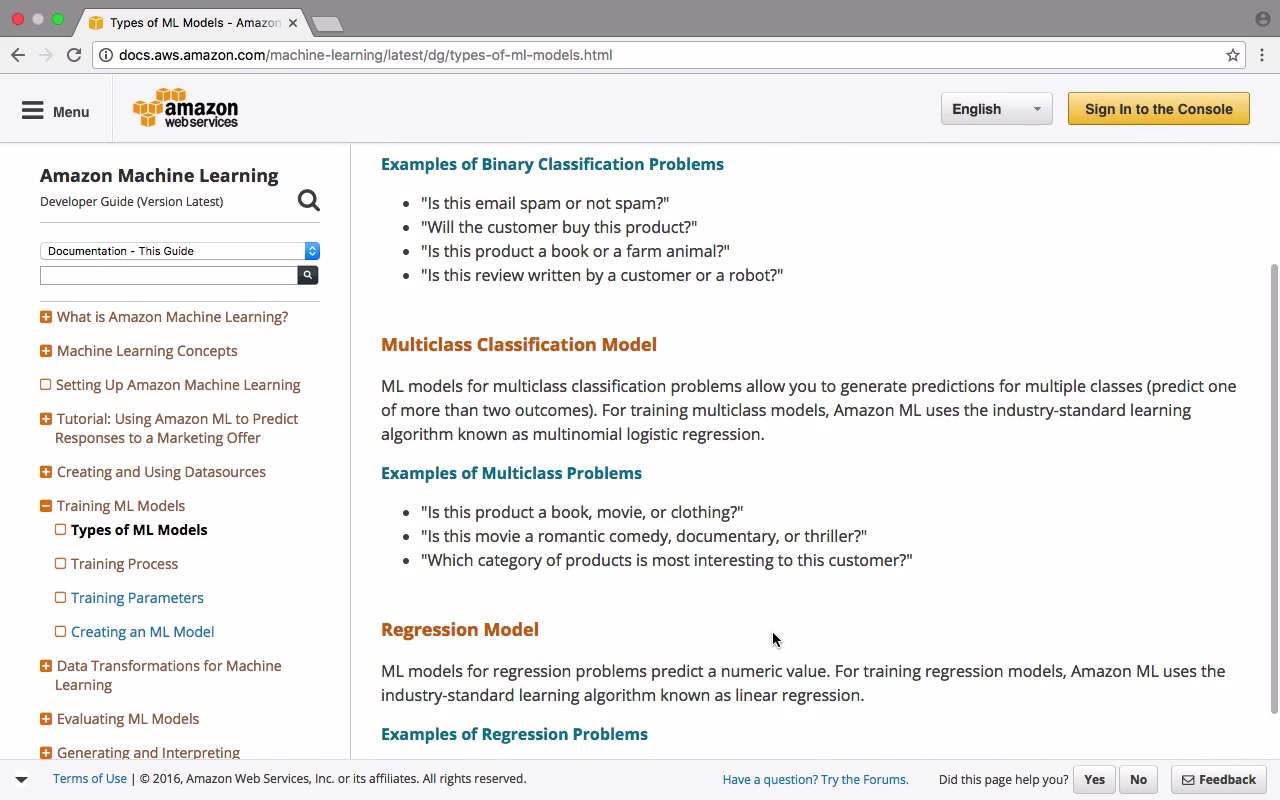 Types of ML Models - Amazon
docs.aws.amazon.com/machine-learning/latest/dg/types-of-ml-models.html
Menu
amazon
web services
English
Sign In to the Console
Amazon Machine Learning
Developer Guide (Version Latest)
Documentation - This Guide
What is Amazon Machine Learning?
Machine Learning Concepts
Setting Up Amazon Machine Learning
Tutorial: Using Amazon ML to Predict
Responses to a Marketing Offer
Creating and Using Datasources
Training ML Models
Types of ML Models
Training Process
Training Parameters
Creating an ML Model
Data Transformations for Machine
Learning
Evaluating ML Models
Generating and Interpreting
Examples of Binary Classification Problems
"Is this email spam or not spam?"
"Will the customer buy this product?"
"Is this product a book or a farm animal?"
"Is this review written by a customer or a robot?"
Multiclass Classification Model
ML models for multiclass classification problems allow you to generate predictions for multiple classes (predict one
of more than two outcomes). For training multiclass models, Amazon ML uses the industry-standard learning
algorithm known as multinomial logistic regression.
Examples of Multiclass Problems
"Is this product a book, movie, or clothing?"
"Is this movie a romantic comedy, documentary, or thriller?"
"Which category of products is most interesting to this customer?"
Regression Model
ML models for regression problems predict a numeric value. For training regression models, Amazon ML uses the
industry-standard learning algorithm known as linear regression.
Examples of Regression Problems
Terms of Use | © 2016, Amazon Web Services, Inc. or its affiliates. All rights reserved.
Have a question? Try the Forums.
Did this page help you?
Yes
No
Feedback